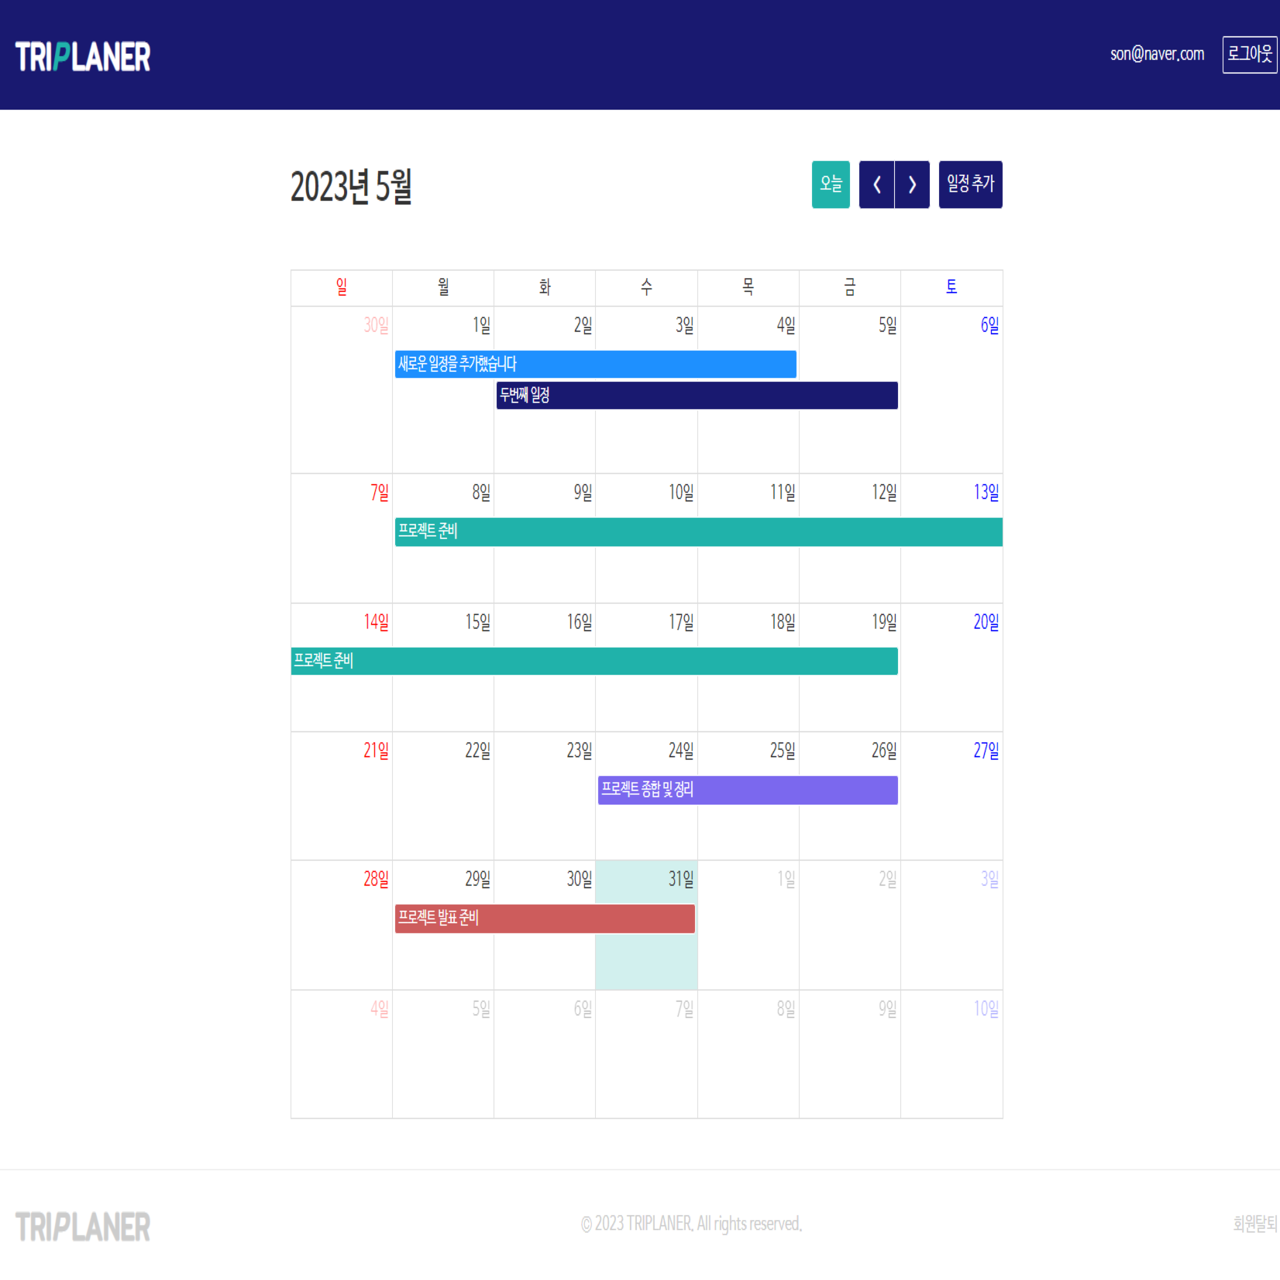 TRIPLANER
son@naver.com 로그아웃
2023년 5월
오늘 < > 일정 추가
일 월 화 수 목 금 토
30일 1일 2일 3일 4일 5일 6일
새로운 일정을 추가했습니다
두번째 일정
7일 8일 9일 10일 11일 12일 13일
프로젝트 준비
14일 15일 16일 17일 18일 19일 20일
프로젝트 준비
21일 22일 23일 24일 25일 26일 27일
프로젝트 종합 및 정리
28일 29일 30일 31일 1일 2일 3일
프로젝트 발표 준비
4일 5일 6일 7일 8일 9일 10일
TRIPLANER
© 2023 TRIPLANER. All rights reserved.
회원탈퇴